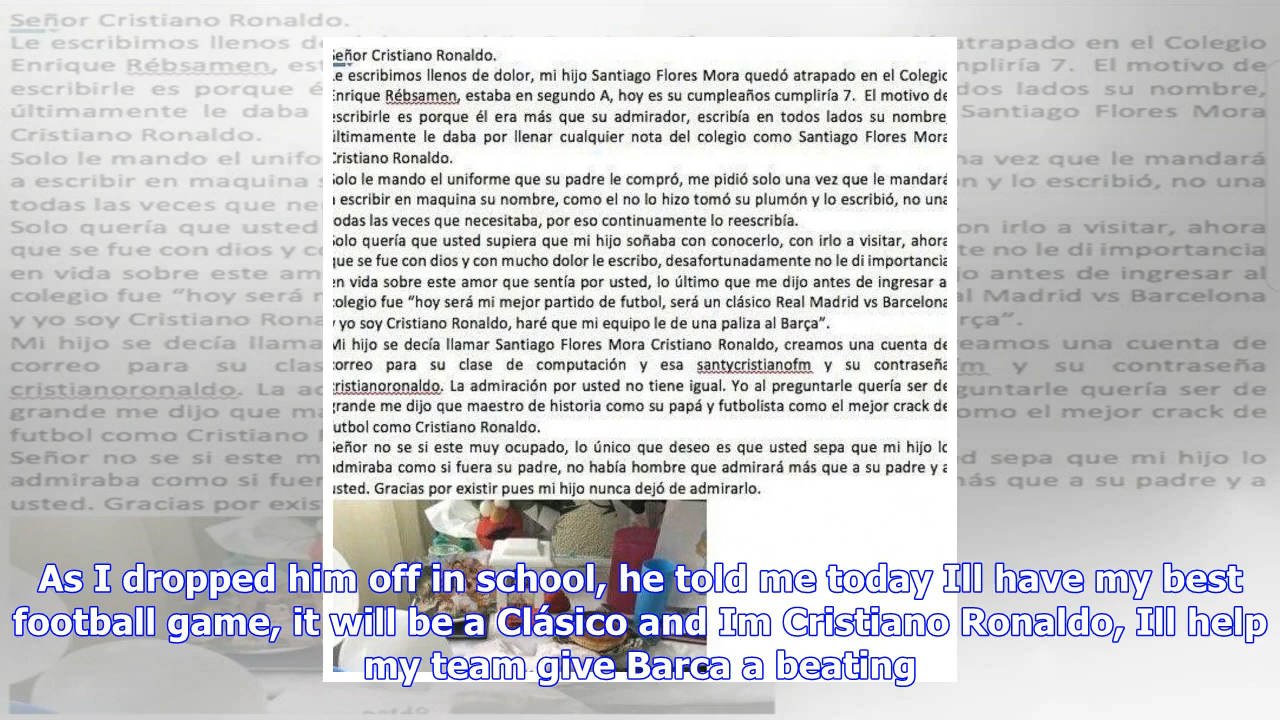 Señor Cristiano Ronaldo.
Le escribimos llenos de dolor, mi hijo Santiago Flores Mora quedó atrapado en el Colegio
Enrique Rébsamen, estaba en segundo A, hoy es su cumpleaños cumpliría 7. El motivo de
escribirle es porque él era más que su admirador, escribía en todos lados su nombre,
últimamente le daba por llenar cualquier nota del colegio como Santiago Flores Mora
Cristiano Ronaldo.
Solo le mando el uniforme que su padre le compró, me pidió solo una vez que le mandará
a escribir en maquina su nombre, como el no lo hizo tomó su plumón y lo escribió, no una
todas las veces que necesitaba, por eso continuamente lo reescribía.
Solo quería que usted supiera que mi hijo soñaba con conocerlo, con irlo a visitar, ahora
que se fue con dios y con mucho dolor le escribo, desafortunadamente no le di importancia
en vida sobre este amor que sentía por usted, lo último que me dijo antes de ingresar al
colegio fue “hoy será mi mejor partido de futbol, será un clásico Real Madrid vs Barcelona
y yo soy Cristiano Ronaldo, haré que mi equipo le de una paliza al Barça”.
Mi hijo se decía llamar Santiago Flores Mora Cristiano Ronaldo, creamos una cuenta de
correo para su clase de computación y esa santycristianofm y su contraseña
cristianoronaldo. La admiración por usted no tiene igual. Yo al preguntarle quería ser de
grande me dijo que maestro de historia como su papá y futbolista como el mejor crack de
futbol como Cristiano Ronaldo.
Señor no se si este muy ocupado, lo único que deseo es que usted sepa que mi hijo lo
admiraba como si fuera su padre, no había hombre que admirará más que a su padre y a
usted. Gracias por existir pues mi hijo nunca dejó de admirarlo.
As I dropped him off in school, he told me today Ill have my best
football game, it will be a Clásico and Im Cristiano Ronaldo, Ill help
my team give Barca a beating